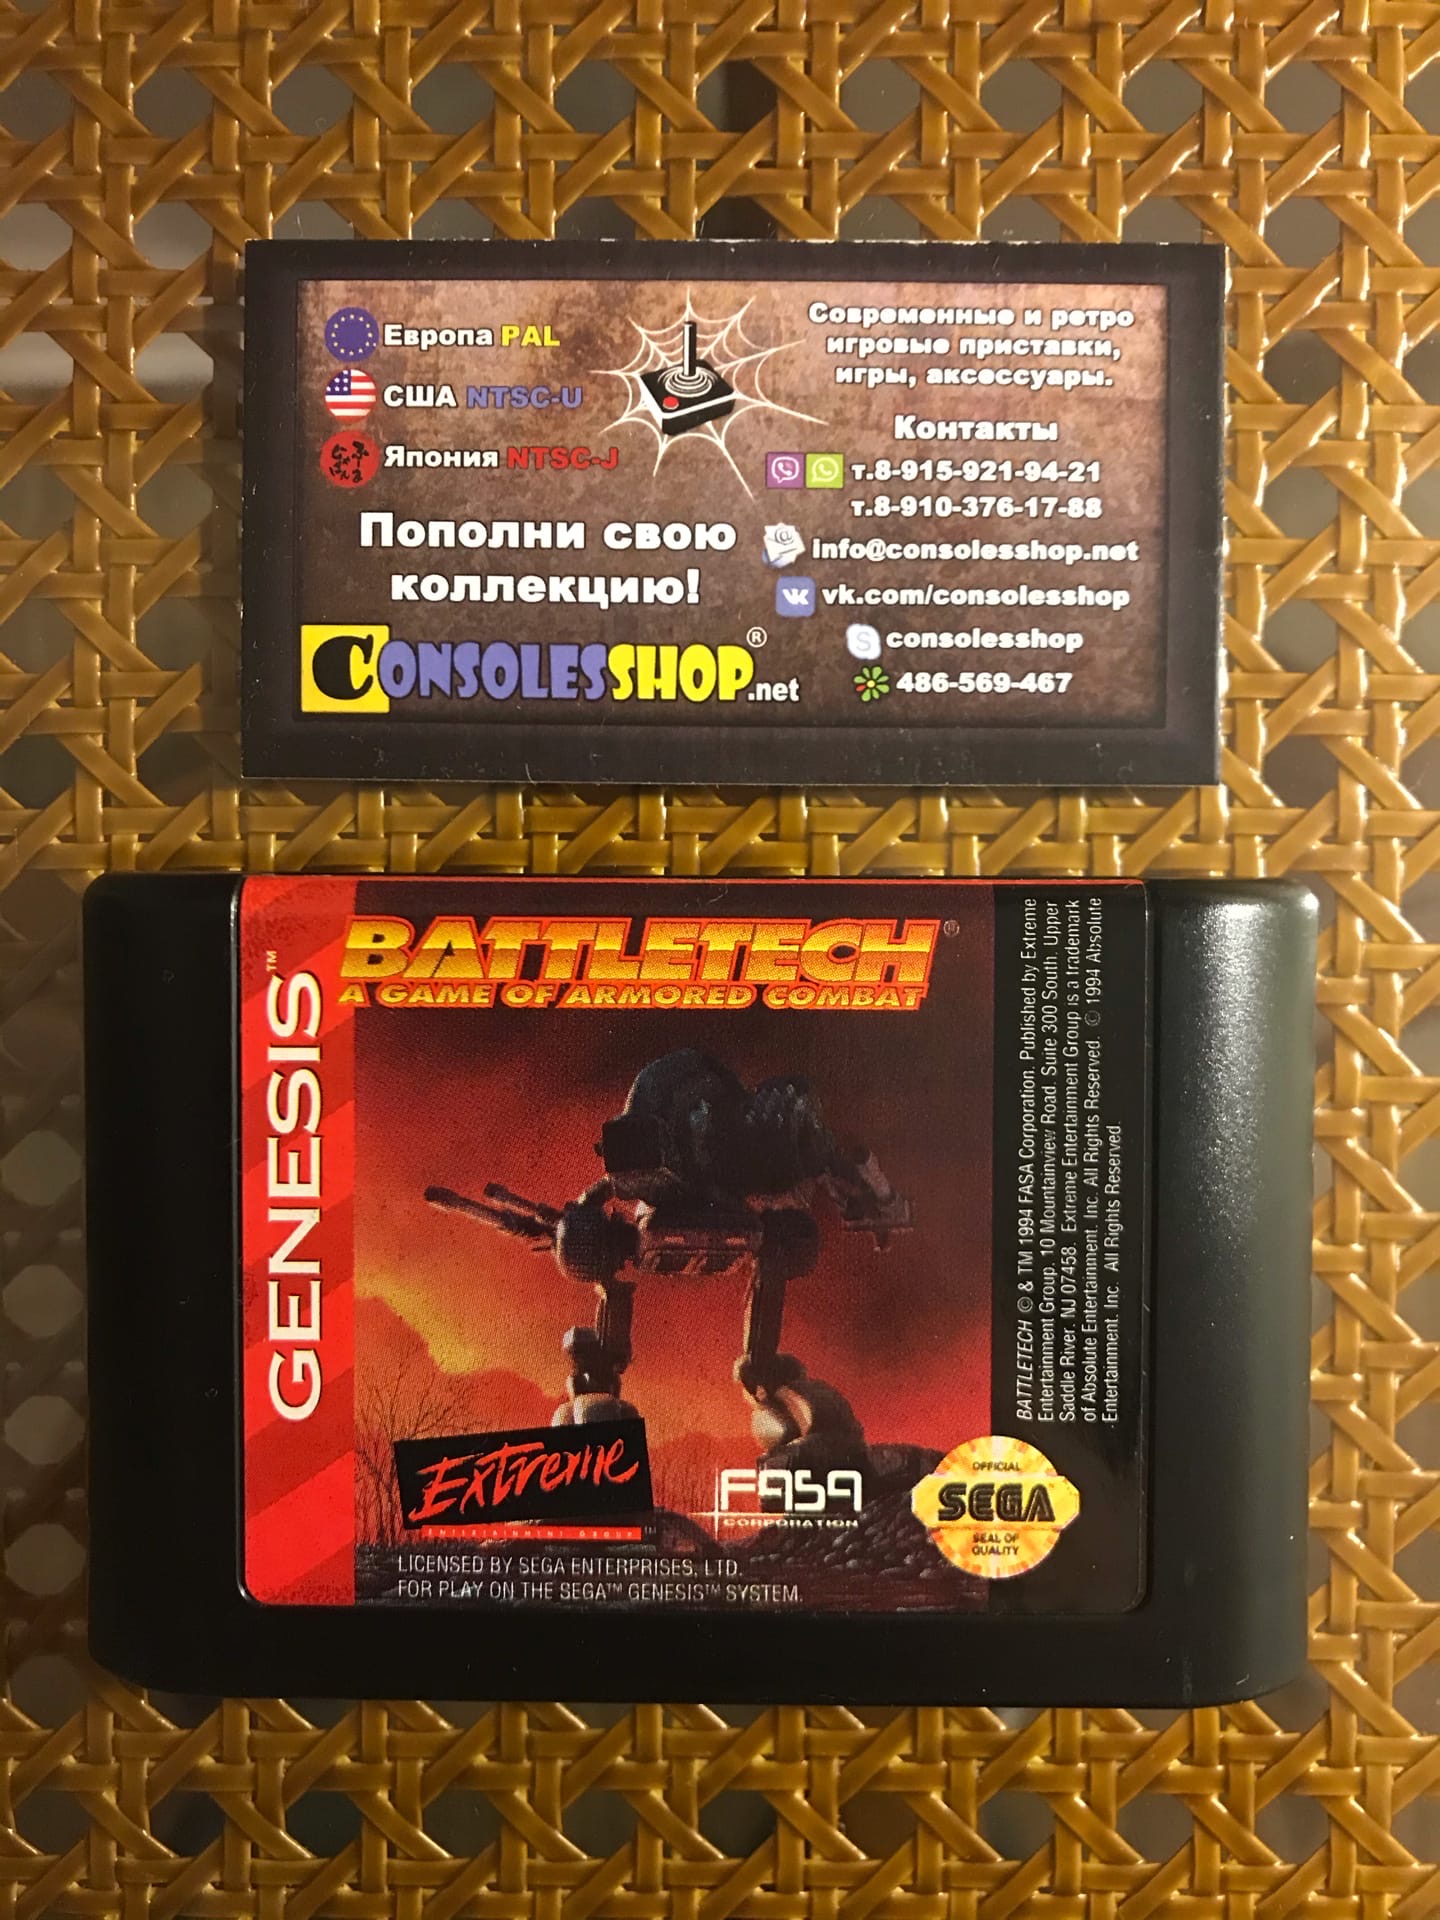 Европа PAL
США NTSC-U
Япония NTSC-J
Пополни свою
коллекцию!
CONSOLESSHOP®.net
Современные и ретро
игровые приставки,
игры, аксессуары.
Контакты
т.8-915-921-94-21
т.8-910-376-17-88
info@consolesshop.net
vk.com/consolesshop
consolesshop
486-569-467
GENESIS™
BATTLETECH®
A GAME OF ARMORED COMBAT
Extreme
ENTERTAINMENT GROUP™
FASA
CORPORATION
LICENSED BY SEGA ENTERPRISES, LTD.
FOR PLAY ON THE SEGA™ GENESIS™ SYSTEM.
BATTLETECH © & TM 1994 FASA Corporation. Published by Extreme
Entertainment Group. 10 Mountainview Road. Suite 300 South. Upper
Saddle River. NJ 07458. Extreme Entertainment Group is a trademark
of Absolute Entertainment, Inc. All Rights Reserved. © 1994 Absolute
Entertainment. Inc. All Rights Reserved.
OFFICIAL
SEGA
SEAL OF
QUALITY